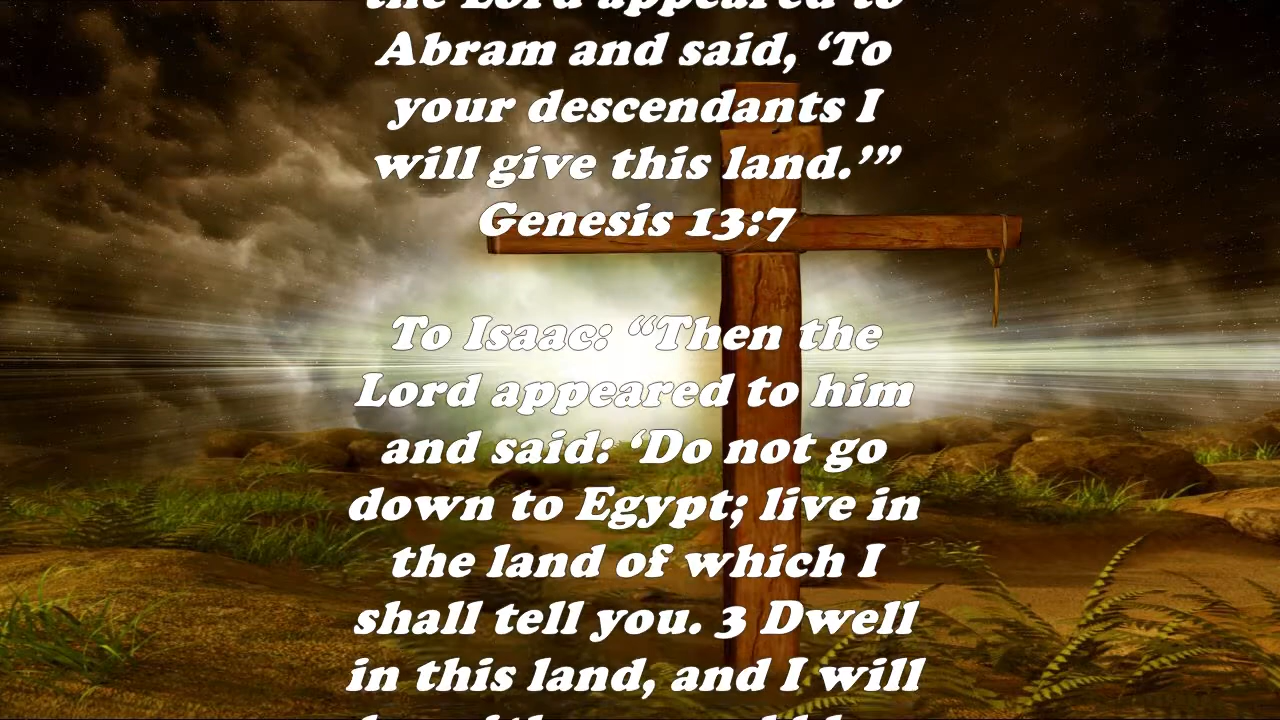 the Lord appeared to
Abram and said, ‘To
your descendants I
will give this land.’”
Genesis 13:7
To Isaac: “Then the
Lord appeared to him
and said: ‘Do not go
down to Egypt; live in
the land of which I
shall tell you. 3 Dwell
in this land, and I will